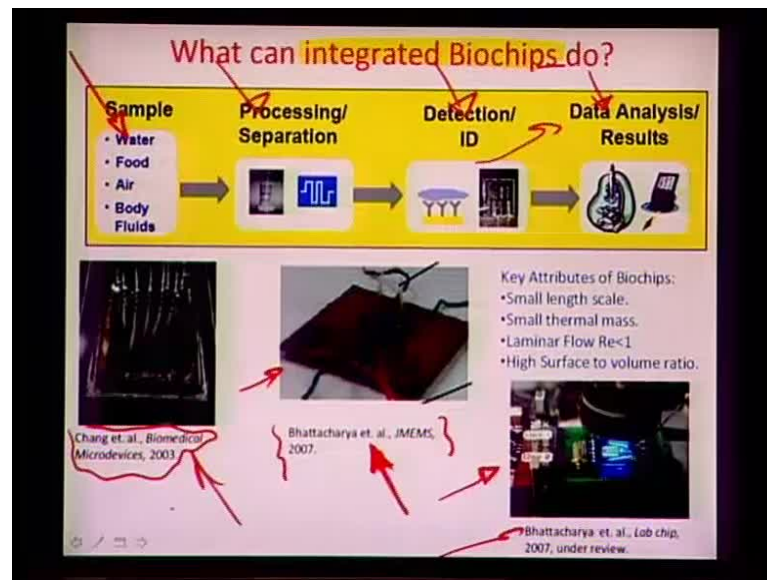 What can integrated Biochips do?
Sample
• Water
• Food
• Air
• Body
Fluids
Processing/
Separation
Detection/
ID
Data Analysis/
Results
Key Attributes of Biochips:
•Small length scale.
•Small thermal mass.
•Laminar Flow Re<1
•High Surface to volume ratio.
Chang et. al., Biomedical
Microdevices, 2003.
Bhattacharya et. al., JMEMS,
2007.
Bhattacharya et. al., Lab chip,
2007, under review.